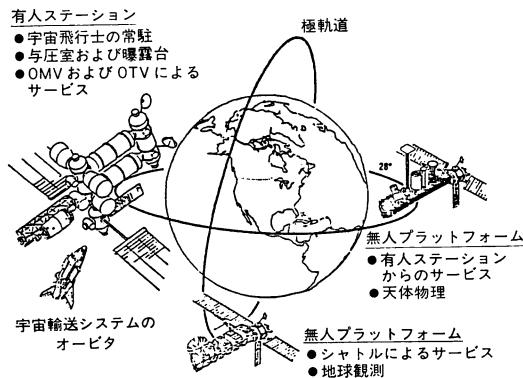 有人ステーション
●宇宙飛行士の常駐
●与圧室および曝露台
●OMVおよびOTVによる
サービス
極軌道
28°
無人プラットフォーム
●有人ステーション
からのサービス
●天体物理
宇宙輸送システムの
オービタ
無人プラットフォーム
●シャトルによるサービス
●地球観測